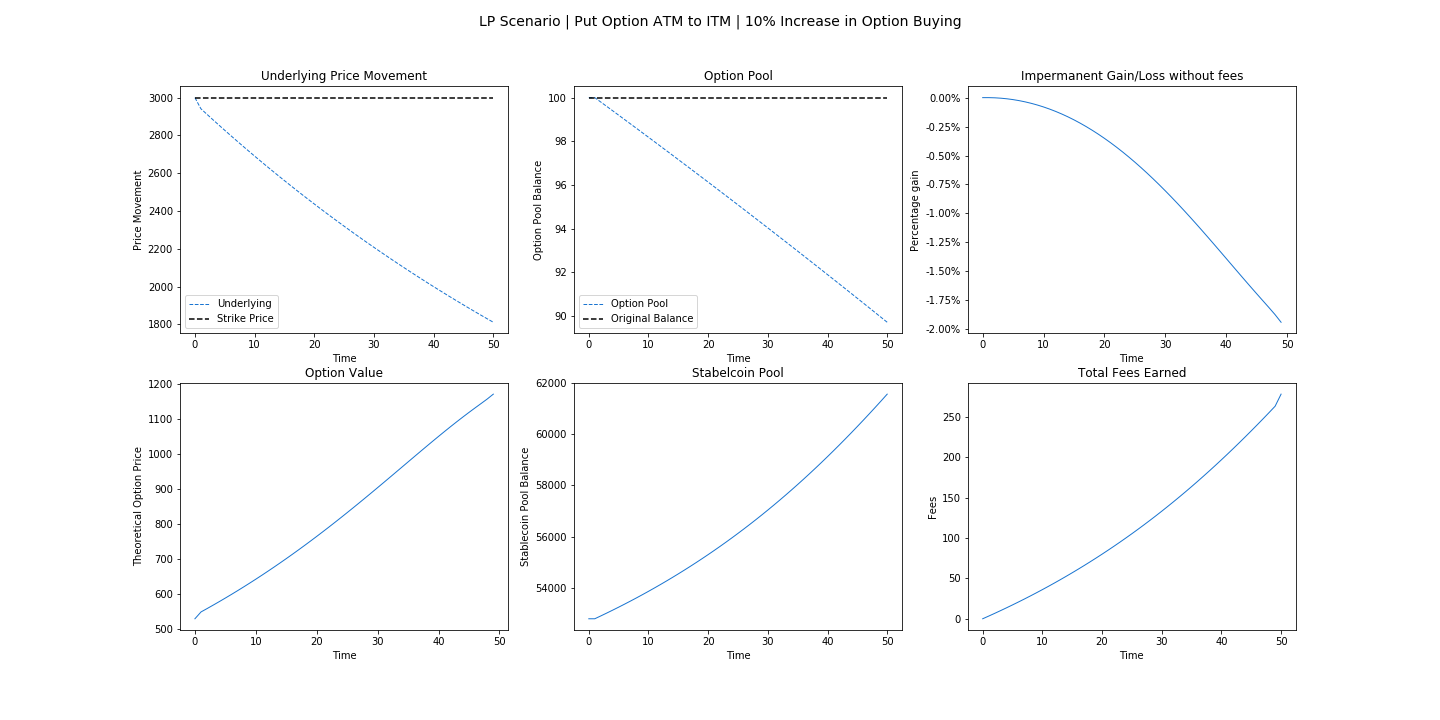 LP Scenario | Put Option ATM to ITM | 10% Increase in Option Buying
Underlying Price Movement
Price Movement
3000
2800
2600
2400
2200
2000
1800
Underlying
Strike Price
0 10 20 30 40 50
Time
Option Pool
Option Pool Balance
100
98
96
94
92
90
Option Pool
Original Balance
0 10 20 30 40 50
Time
Impermanent Gain/Loss without fees
Percentage gain
0.00%
-0.25%
-0.50%
-0.75%
-1.00%
-1.25%
-1.50%
-1.75%
-2.00%
0 10 20 30 40 50
Time
Option Value
Theoretical Option Price
1200
1100
1000
900
800
700
600
500
0 10 20 30 40 50
Time
Stabelcoin Pool
Stablecoin Pool Balance
62000
60000
58000
56000
54000
0 10 20 30 40 50
Time
Total Fees Earned
Fees
250
200
150
100
50
0
0 10 20 30 40 50
Time